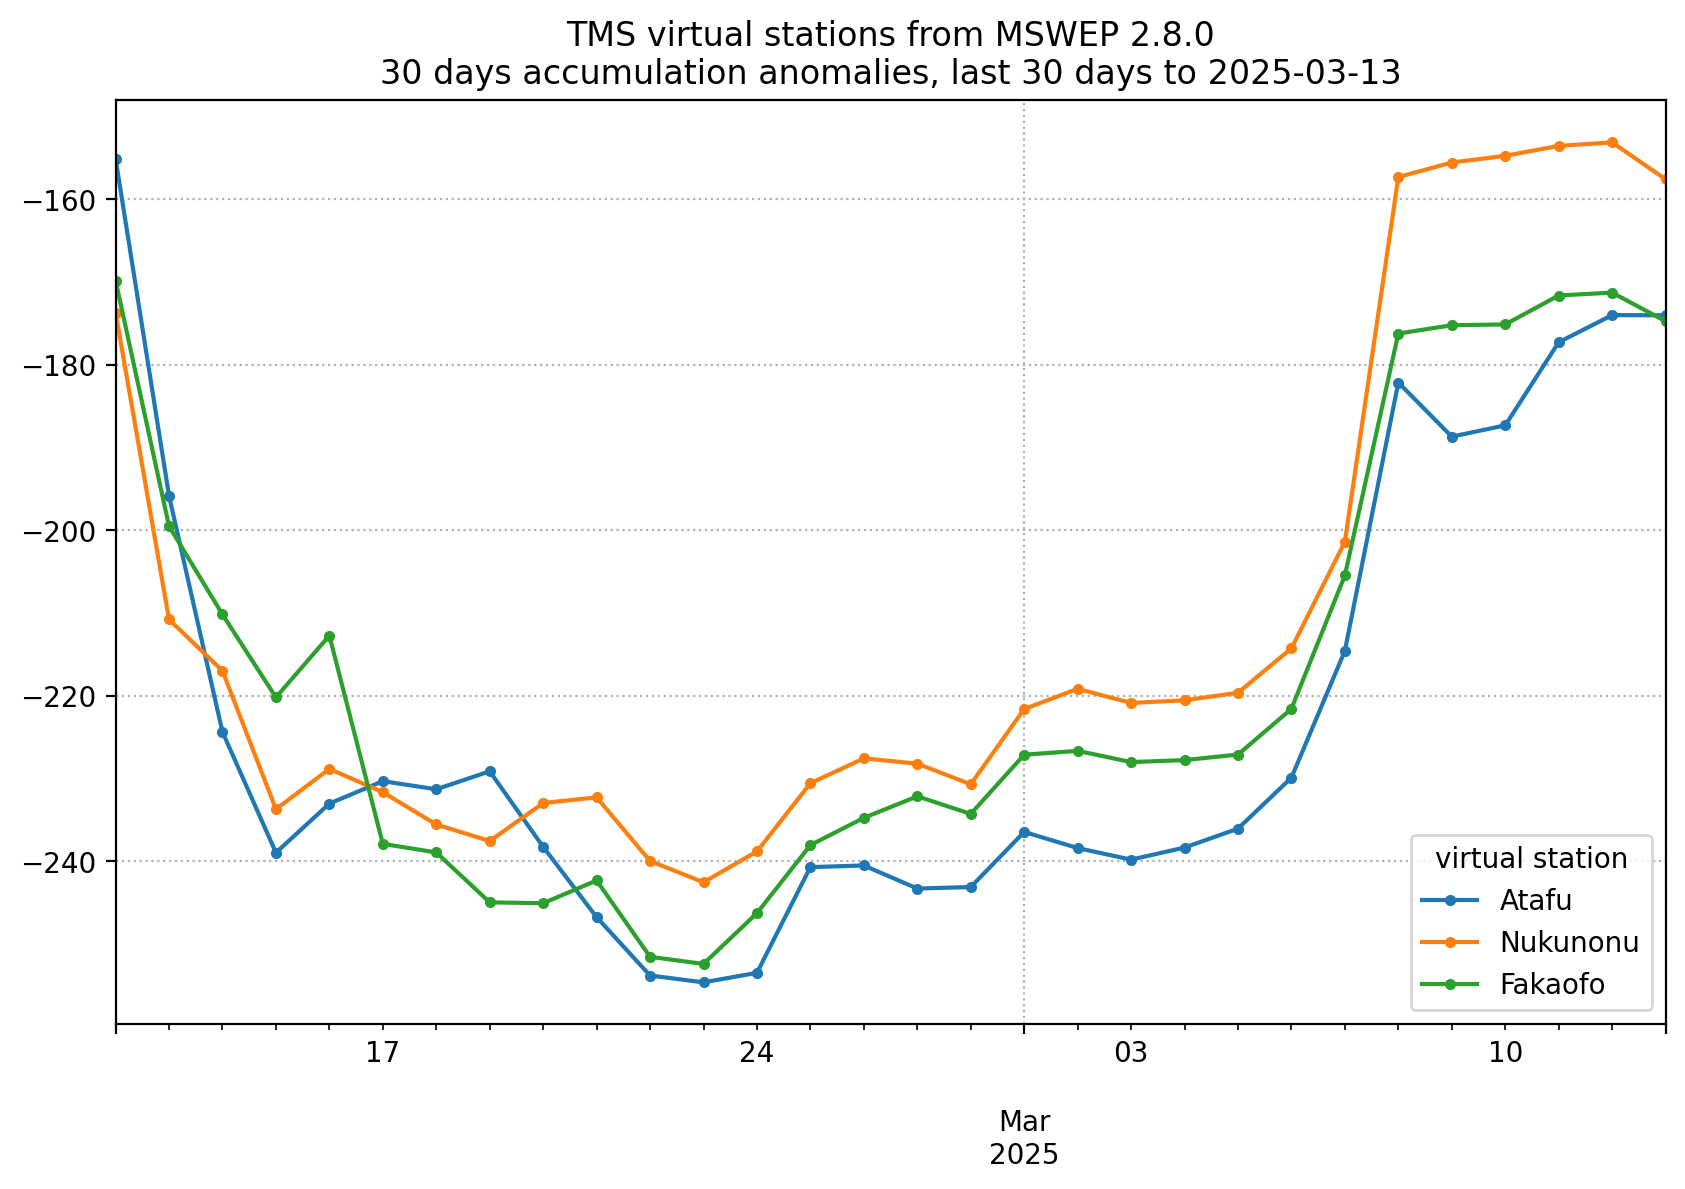 TMS virtual stations from MSWEP 2.8.0
30 days accumulation anomalies, last 30 days to 2025-03-13
−160
−180
−200
−220
−240
virtual station
Atafu
Nukunonu
Fakaofo
17
24
03
10
Mar
2025